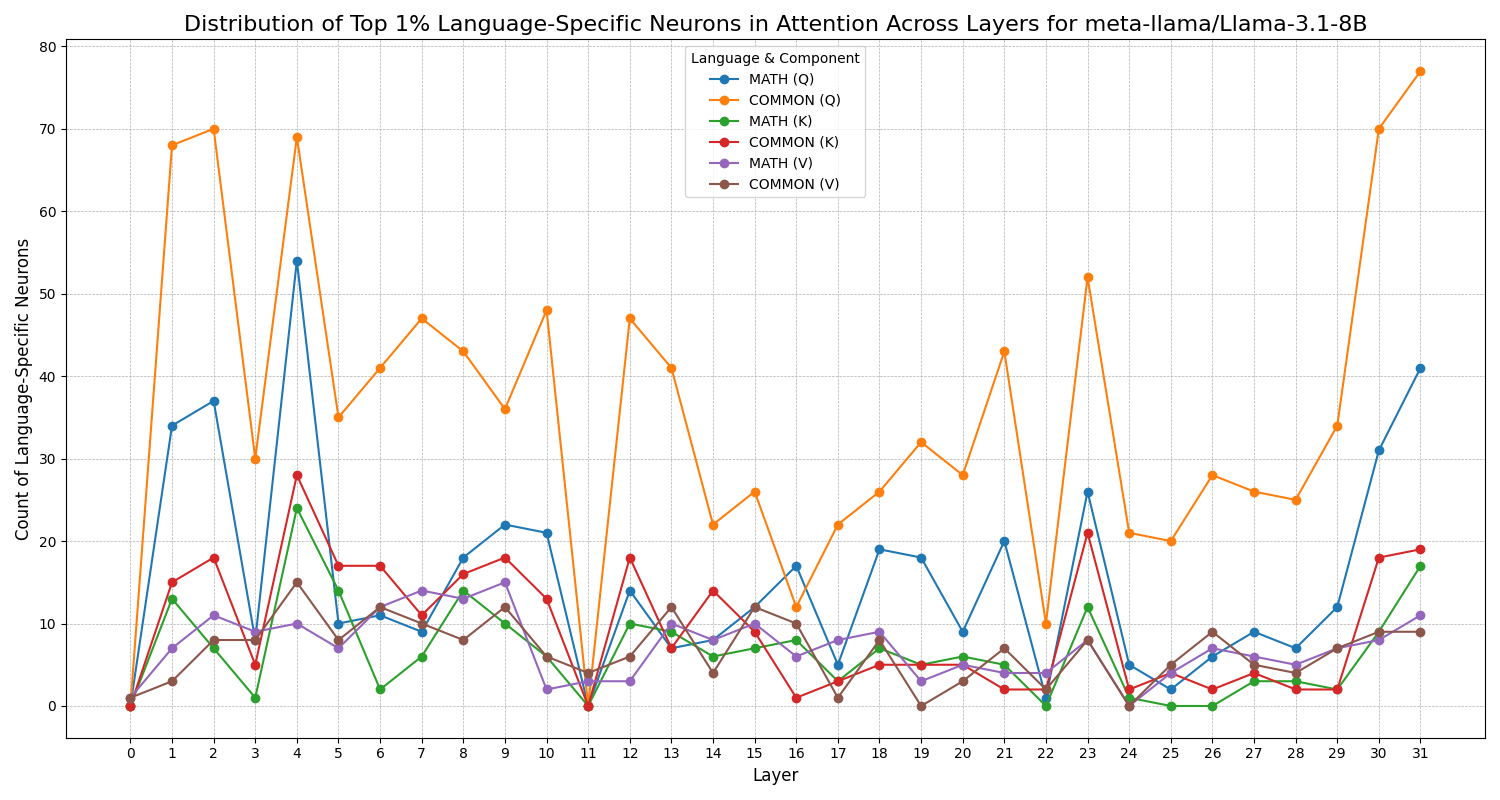 Distribution of Top 1% Language-Specific Neurons in Attention Across Layers for meta-llama/Llama-3.1-8B
Language & Component
MATH (Q)
COMMON (Q)
MATH (K)
COMMON (K)
MATH (V)
COMMON (V)
Count of Language-Specific Neurons
80
70
60
50
40
30
20
10
0
0 1 2 3 4 5 6 7 8 9 10 11 12 13 14 15 16 17 18 19 20 21 22 23 24 25 26 27 28 29 30 31
Layer